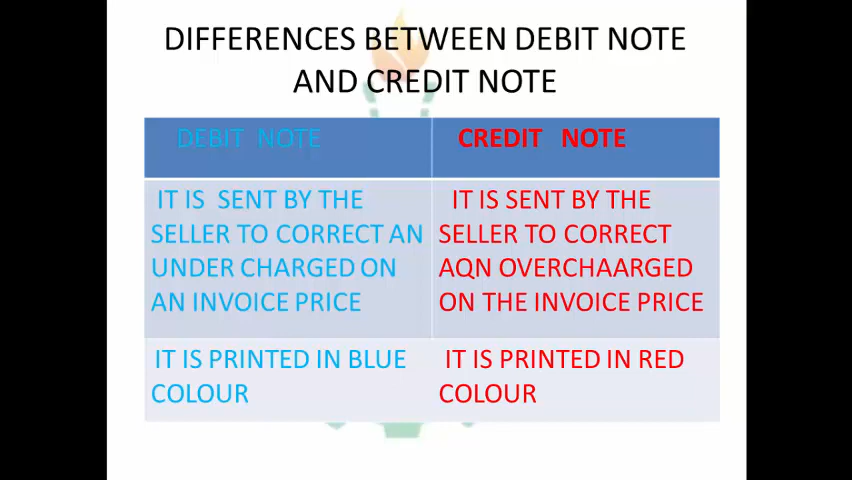 DIFFERENCES BETWEEN DEBIT NOTE
AND CREDIT NOTE
DEBIT NOTE
CREDIT NOTE
IT IS SENT BY THE
SELLER TO CORRECT AN
UNDER CHARGED ON
AN INVOICE PRICE
IT IS SENT BY THE
SELLER TO CORRECT
AQN OVERCHAARGED
ON THE INVOICE PRICE
IT IS PRINTED IN BLUE
COLOUR
IT IS PRINTED IN RED
COLOUR